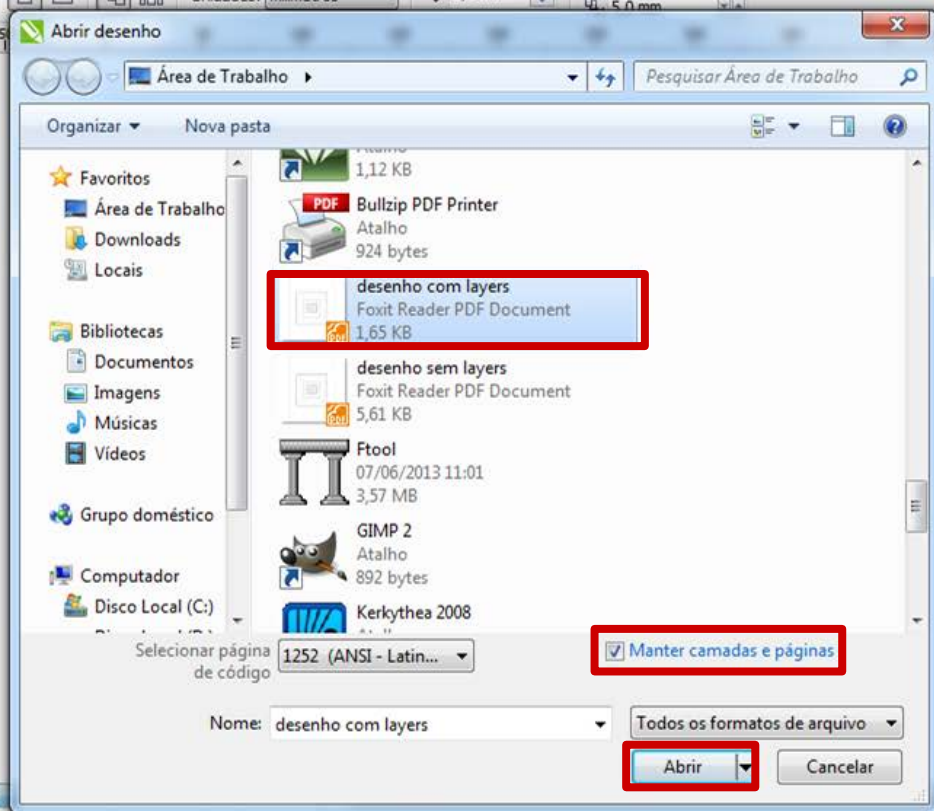 5,0 mm
Abrir desenho
Área de Trabalho
Pesquisar Área de Trabalho
Organizar
Nova pasta
Favoritos
Área de Trabalho
Downloads
Locais
Bibliotecas
Documentos
Imagens
Músicas
Vídeos
Grupo doméstico
Computador
Disco Local (C:)
1,12 KB
PDF
Bullzip PDF Printer
Atalho
924 bytes
desenho com layers
Foxit Reader PDF Document
1,65 KB
desenho sem layers
Foxit Reader PDF Document
5,61 KB
Ftool
07/06/2013 11:01
3,57 MB
GIMP 2
Atalho
892 bytes
Kerkythea 2008
Selecionar página
de código
1252 (ANSI - Latin...
Manter camadas e páginas
Nome:
desenho com layers
Todos os formatos de arquivo
Abrir
Cancelar